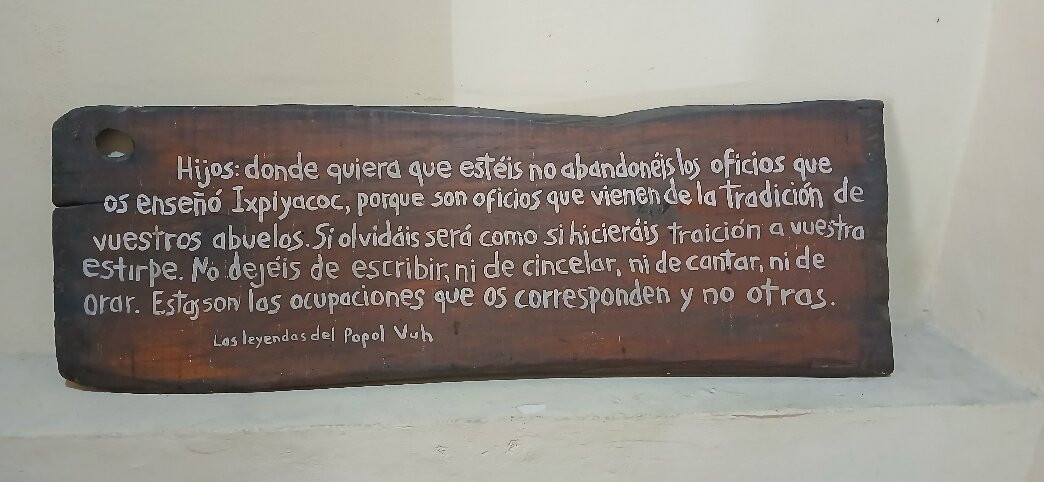 Hijos: donde quiera que estéis no abandonéis los oficios que
os enseñó Ixpiyacoc, porque son oficios que vienen de la tradición de
vuestros abuelos. Si olvidáis será como si hicieráis traición a vuestra
estirpe. No dejéis de escribir, ni de cincelar, ni de cantar, ni de
orar. Estas son las ocupaciones que os corresponden y no otras.
Las leyendas del Popol Vuh